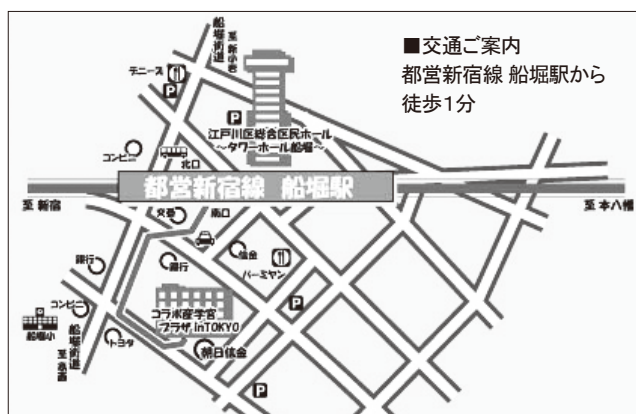 ■交通ご案内
都営新宿線 船堀駅から
徒歩1分
船堀街道
至 新小岩
デニーズ
P
P
江戸川区総合区民ホール
~タワーホール船堀~
コンビニ
北口
都営新宿線 船堀駅
至 新宿
至 本八幡
交番
南口
銀行
銀行
信金
バーミヤン
コンビニ
コラボ産学官
プラザ inTOKYO
P
船堀小
船堀街道
至 葛西
トヨタ
朝日信金
P